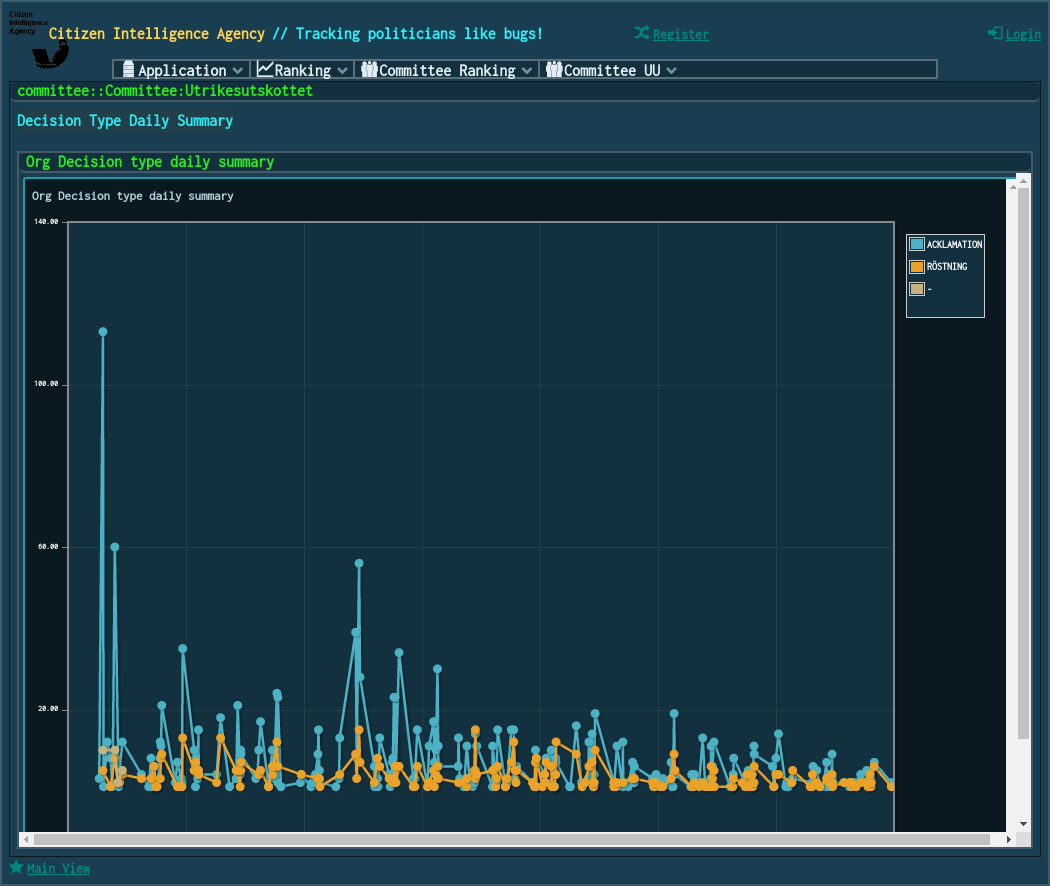 Citizen
Intelligence
Agency
Citizen Intelligence Agency // Tracking politicians like bugs!
Register
Login
Application
Ranking
Committee Ranking
Committee UU
committee::Committee:Utrikesutskottet
Decision Type Daily Summary
Org Decision type daily summary
Org Decision type daily summary
140.00
100.00
60.00
20.00
ACKLAMATION
RÖSTNING
-
Main View